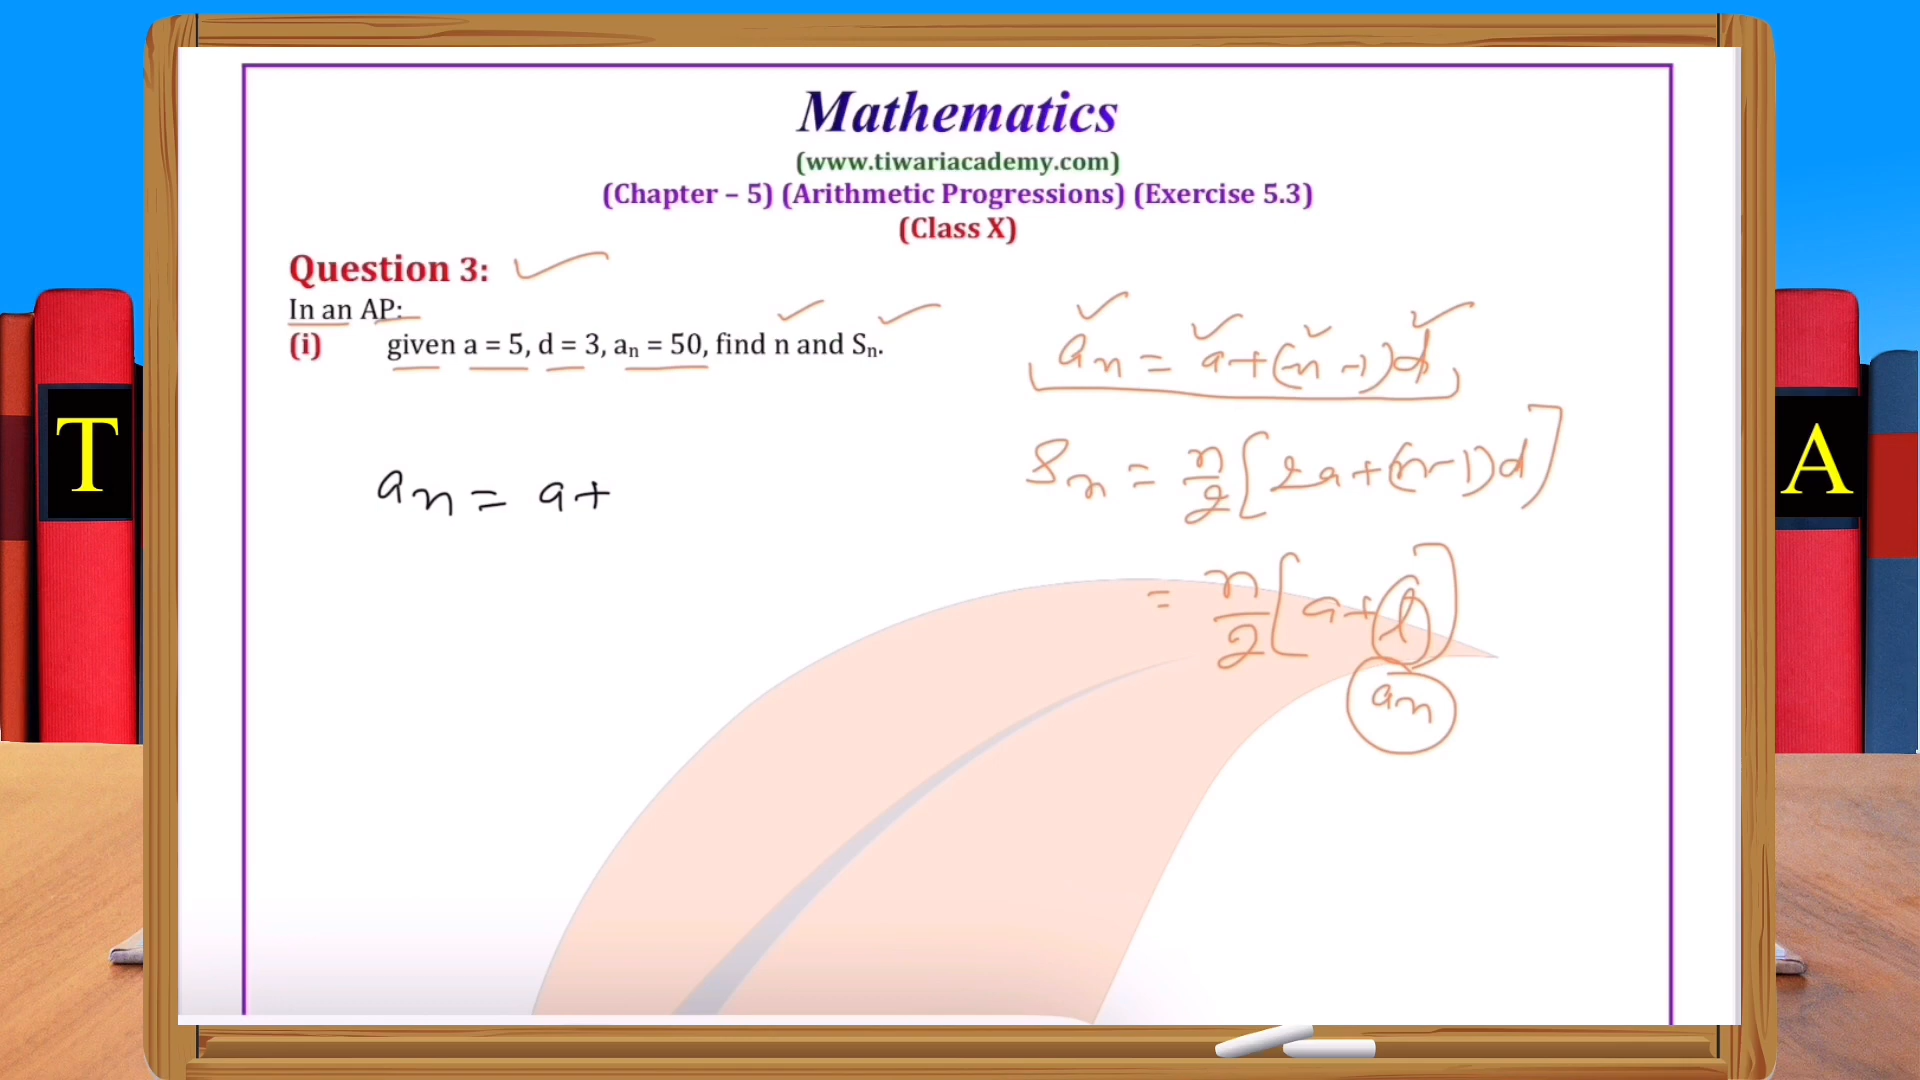 Mathematics
(www.tiwariacademy.com)
(Chapter – 5) (Arithmetic Progressions) (Exercise 5.3)
(Class X)
Question 3:
In an AP:
(i) given a = 5, d = 3, aₙ = 50, find n and Sₙ.
aₙ = a+(n-1)d
Sₙ = n/2[2a+(n-1)d]
= n/2[a+l]
aₙ
aₙ = a+
T
A